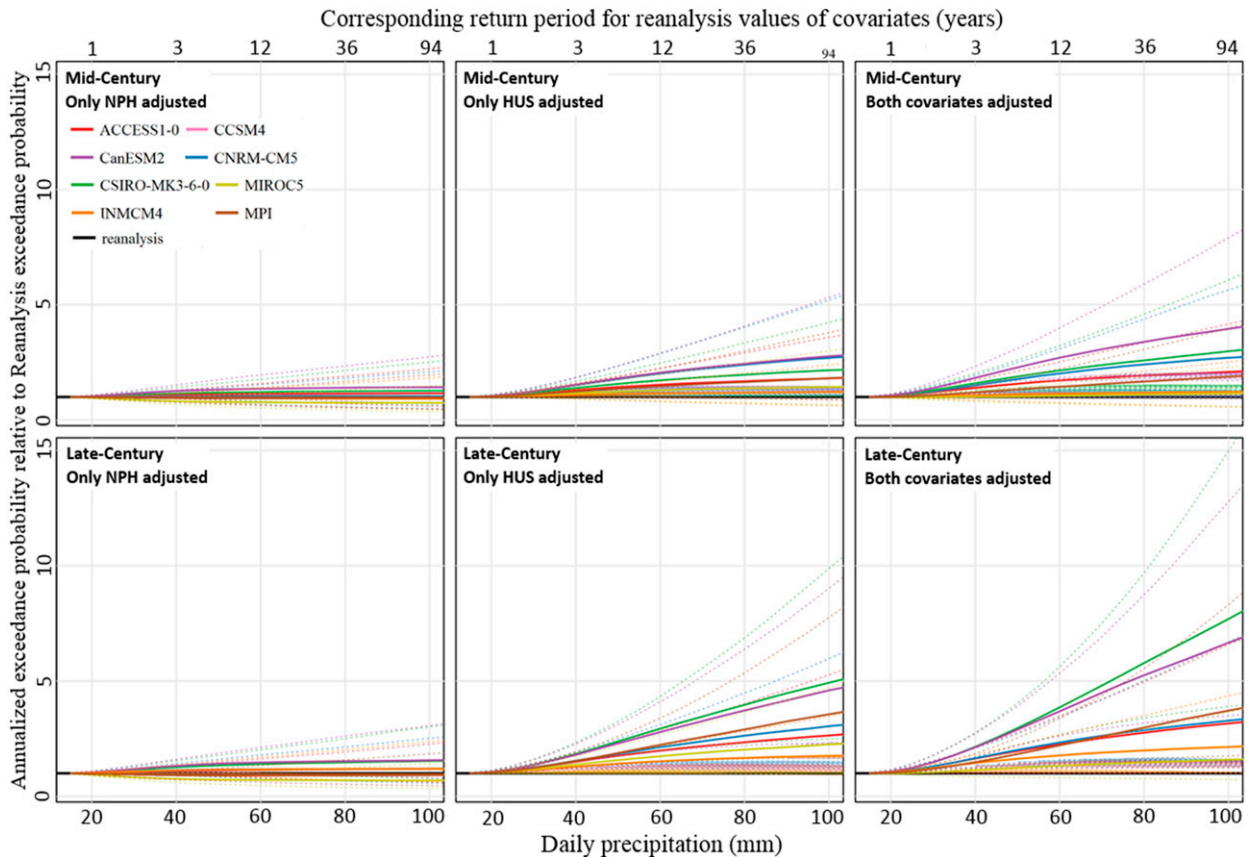 Corresponding return period for reanalysis values of covariates (years)
1 3 12 36 94 1 3 12 36 94 1 3 12 36 94
Annualized exceedance probability relative to Reanalysis exceedance probability
15
10
5
0
Mid-Century
Only NPH adjusted
ACCESS1-0 CCSM4
CanESM2 CNRM-CM5
CSIRO-MK3-6-0 MIROC5
INMCM4 MPI
reanalysis
Mid-Century
Only HUS adjusted
Mid-Century
Both covariates adjusted
15
10
5
0
Late-Century
Only NPH adjusted
Late-Century
Only HUS adjusted
Late-Century
Both covariates adjusted
20 40 60 80 100 20 40 60 80 100 20 40 60 80 100
Daily precipitation (mm)